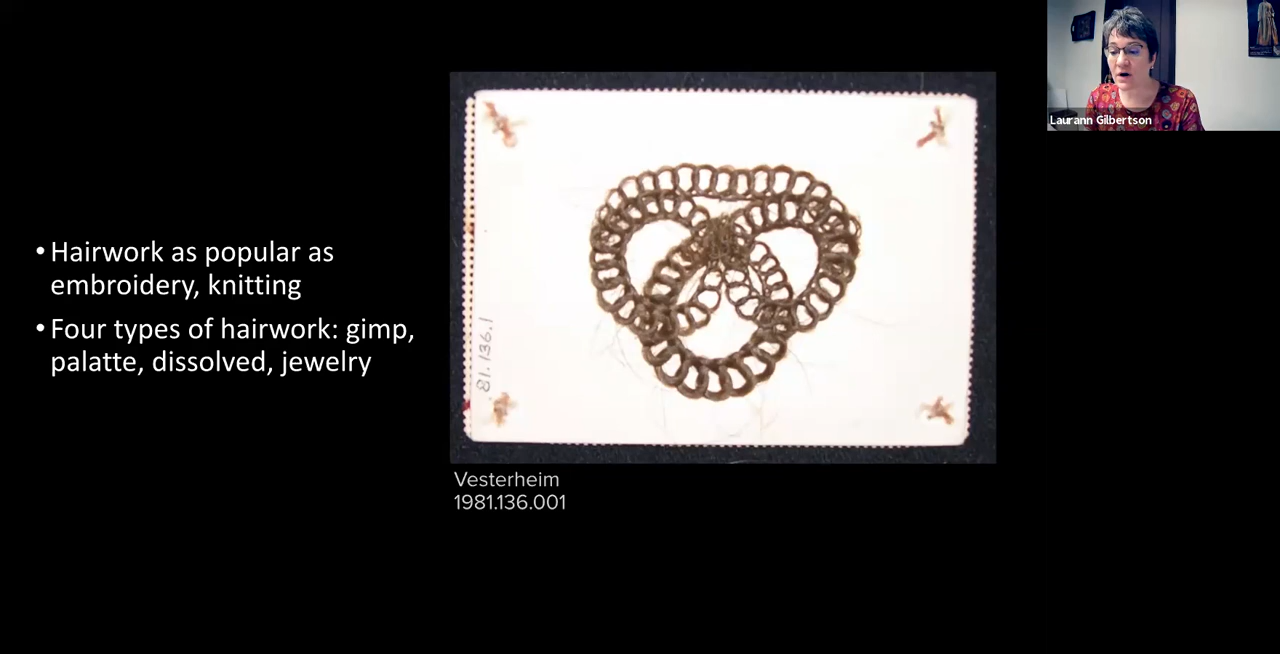 • Hairwork as popular as
embroidery, knitting
• Four types of hairwork: gimp,
palatte, dissolved, jewelry
81.136.1
Vesterheim
1981.136.001
Laurann Gilbertson